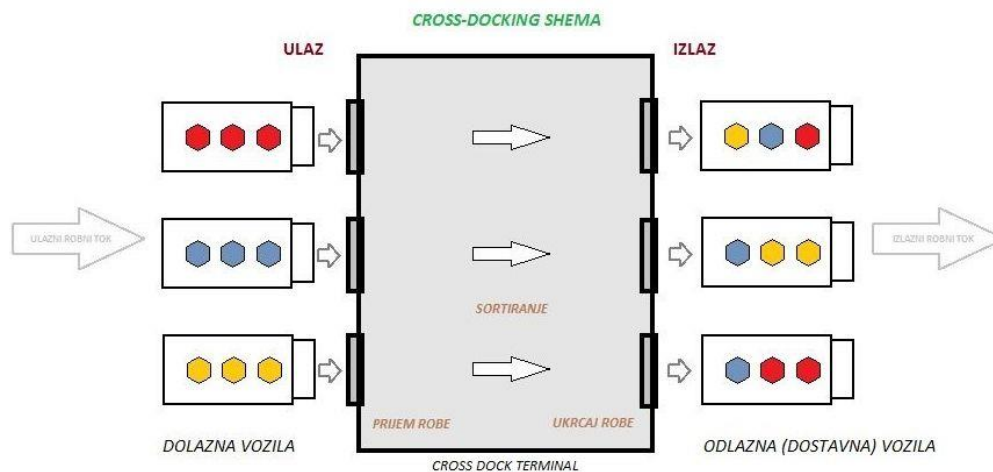 CROSS-DOCKING SHEMA
ULAZ
IZLAZ
ULAZNI ROBNI TOK
IZLAZNI ROBNI TOK
SORTIRANJE
PRIJEM ROBE
UKRCAJ ROBE
DOLAZNA VOZILA
ODLAZNA (DOSTAVNA) VOZILA
CROSS DOCK TERMINAL